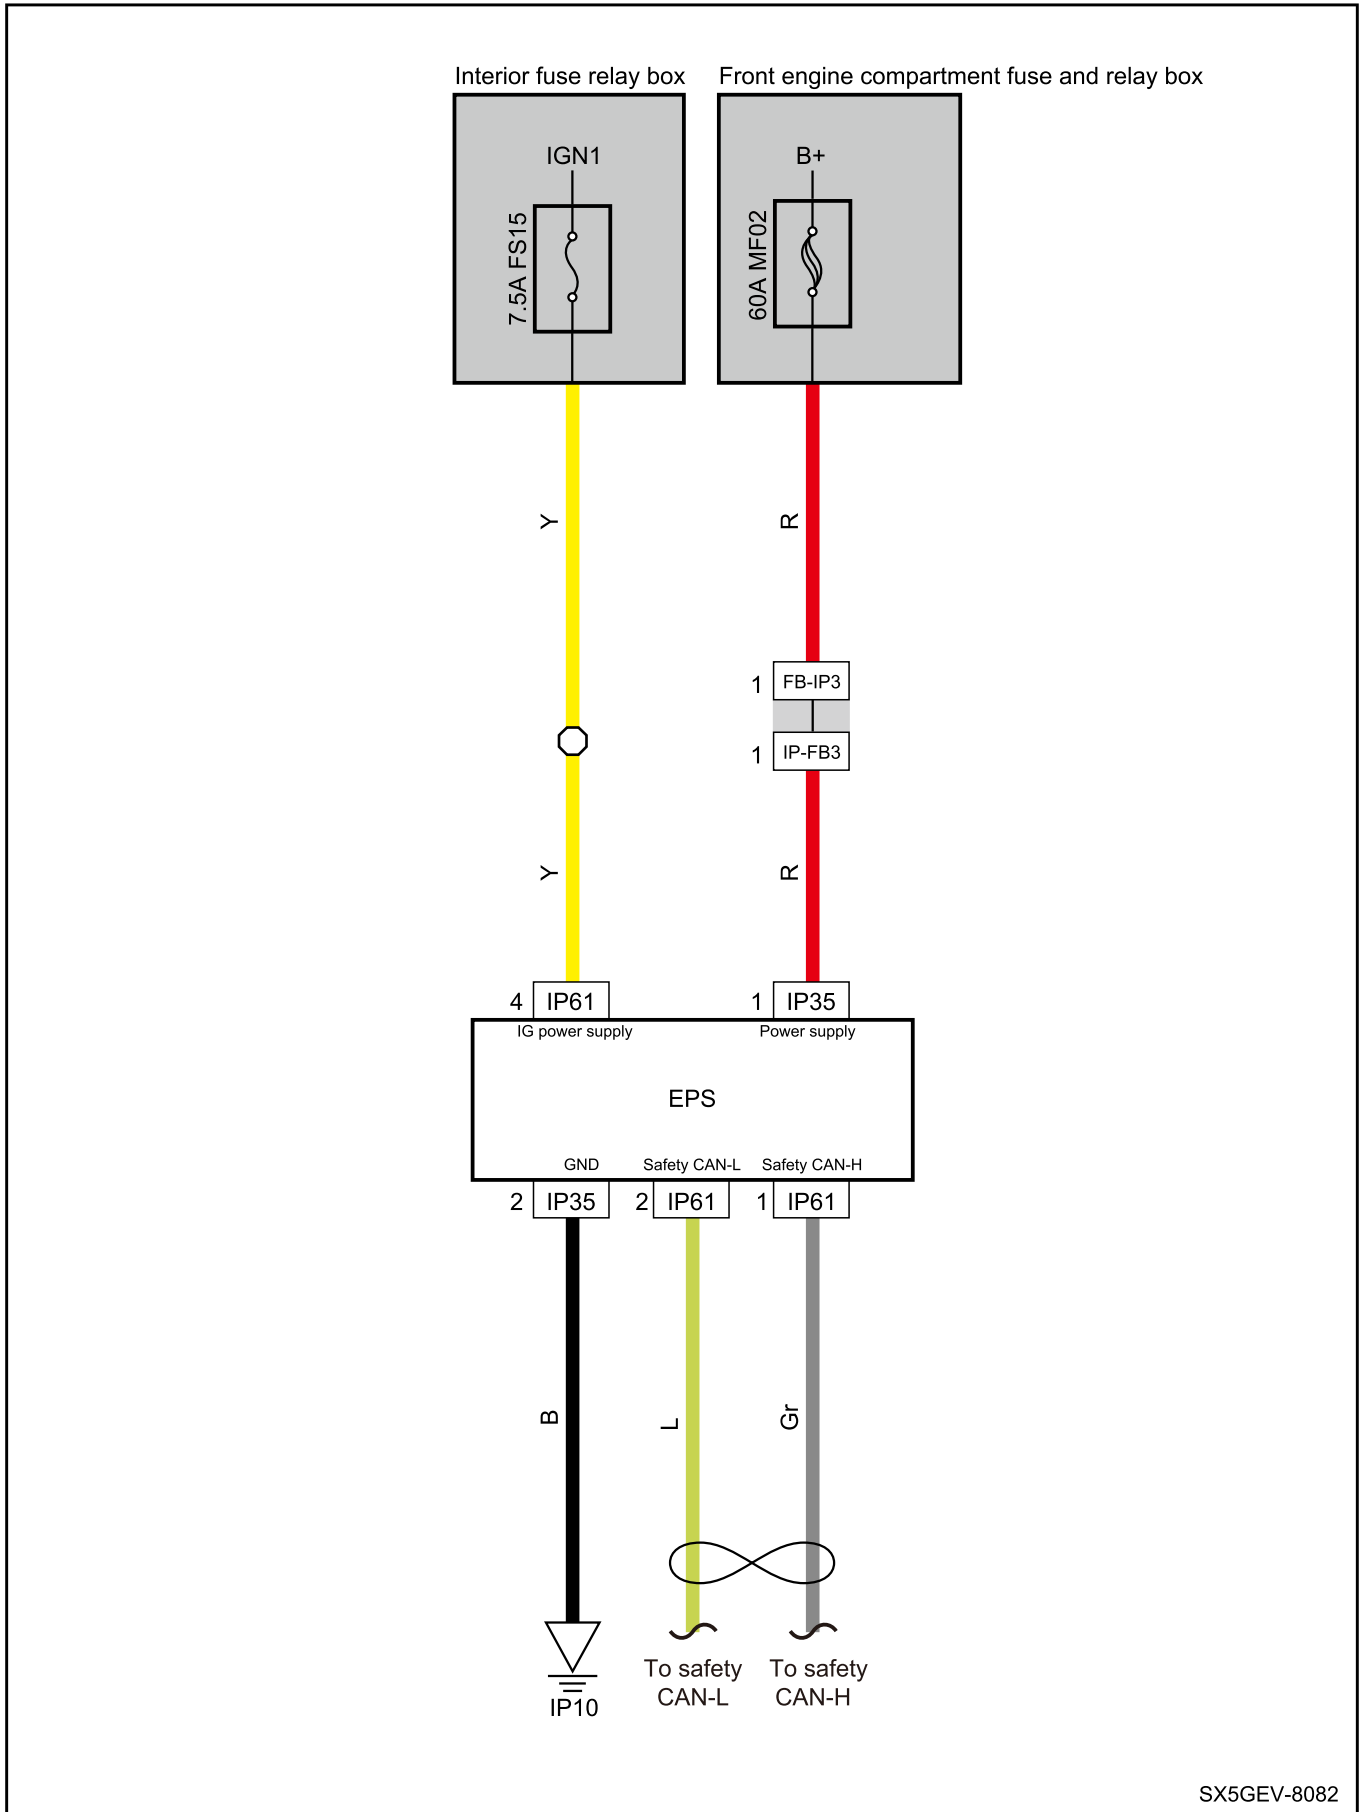 Interior fuse relay box
Front engine compartment fuse and relay box
IGN1
B+
7.5A FS15
60A MF02
Y
R
1 FB-IP3
1 IP-FB3
Y
R
4 IP61
1 IP35
IG power supply
Power supply
EPS
GND
Safety CAN-L
Safety CAN-H
2 IP35
2 IP61
1 IP61
B
L
Gr
To safety
CAN-L
To safety
CAN-H
IP10
SX5GEV-8082